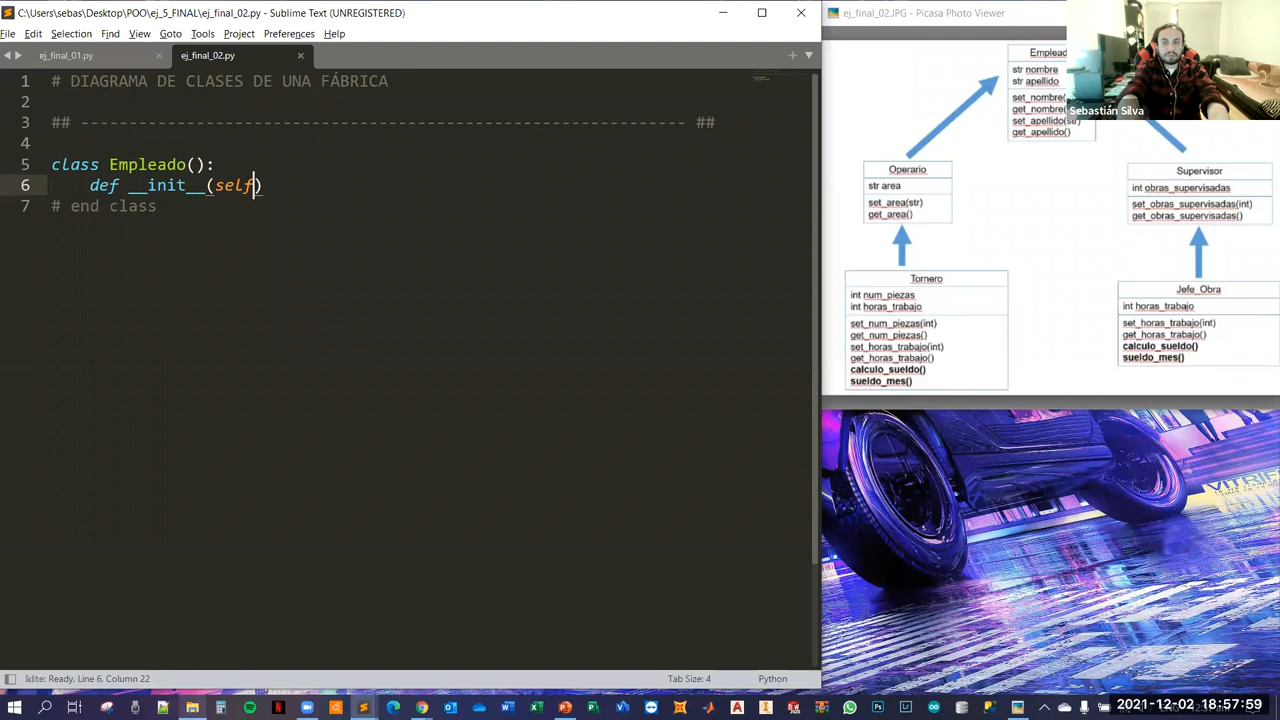 C:\Users\sebas\Desktop\POO\ej_5_FINAL\ej_final_02.py - Sublime Text (UNREGISTERED)
File Edit Selection Find View Goto Tools Project Preferences Help
ej_final_01.py
ej_final_02.py
1 # DIAGRAMA DE CLASES DE UNA FÁBRICA
2
3 ## ---------------------------------------------------------------- ##
4
5 class Empleado():
6 def __init__(self)
# end class
Line 6, Column 22
Tab Size: 4
Python
ej_final_02.JPG - Picasa Photo Viewer
Sebastián Silva
str nombre
str apellido
set_nombre(
get_nombre(
set_apellido(str)
get_apellido()
Operario
str area
set_area(str)
get_area()
Supervisor
int obras_supervisadas
set_obras_supervisadas(int)
get_obras_supervisadas()
Tornero
int num_piezas
int horas_trabajo
set_num_piezas(int)
get_num_piezas()
set_horas_trabajo(int)
get_horas_trabajo()
calculo_sueldo()
sueldo_mes()
Jefe_Obra
int horas_trabajo
set_horas_trabajo(int)
get_horas_trabajo()
calculo_sueldo()
sueldo_mes()
2021-12-02 18:57:59